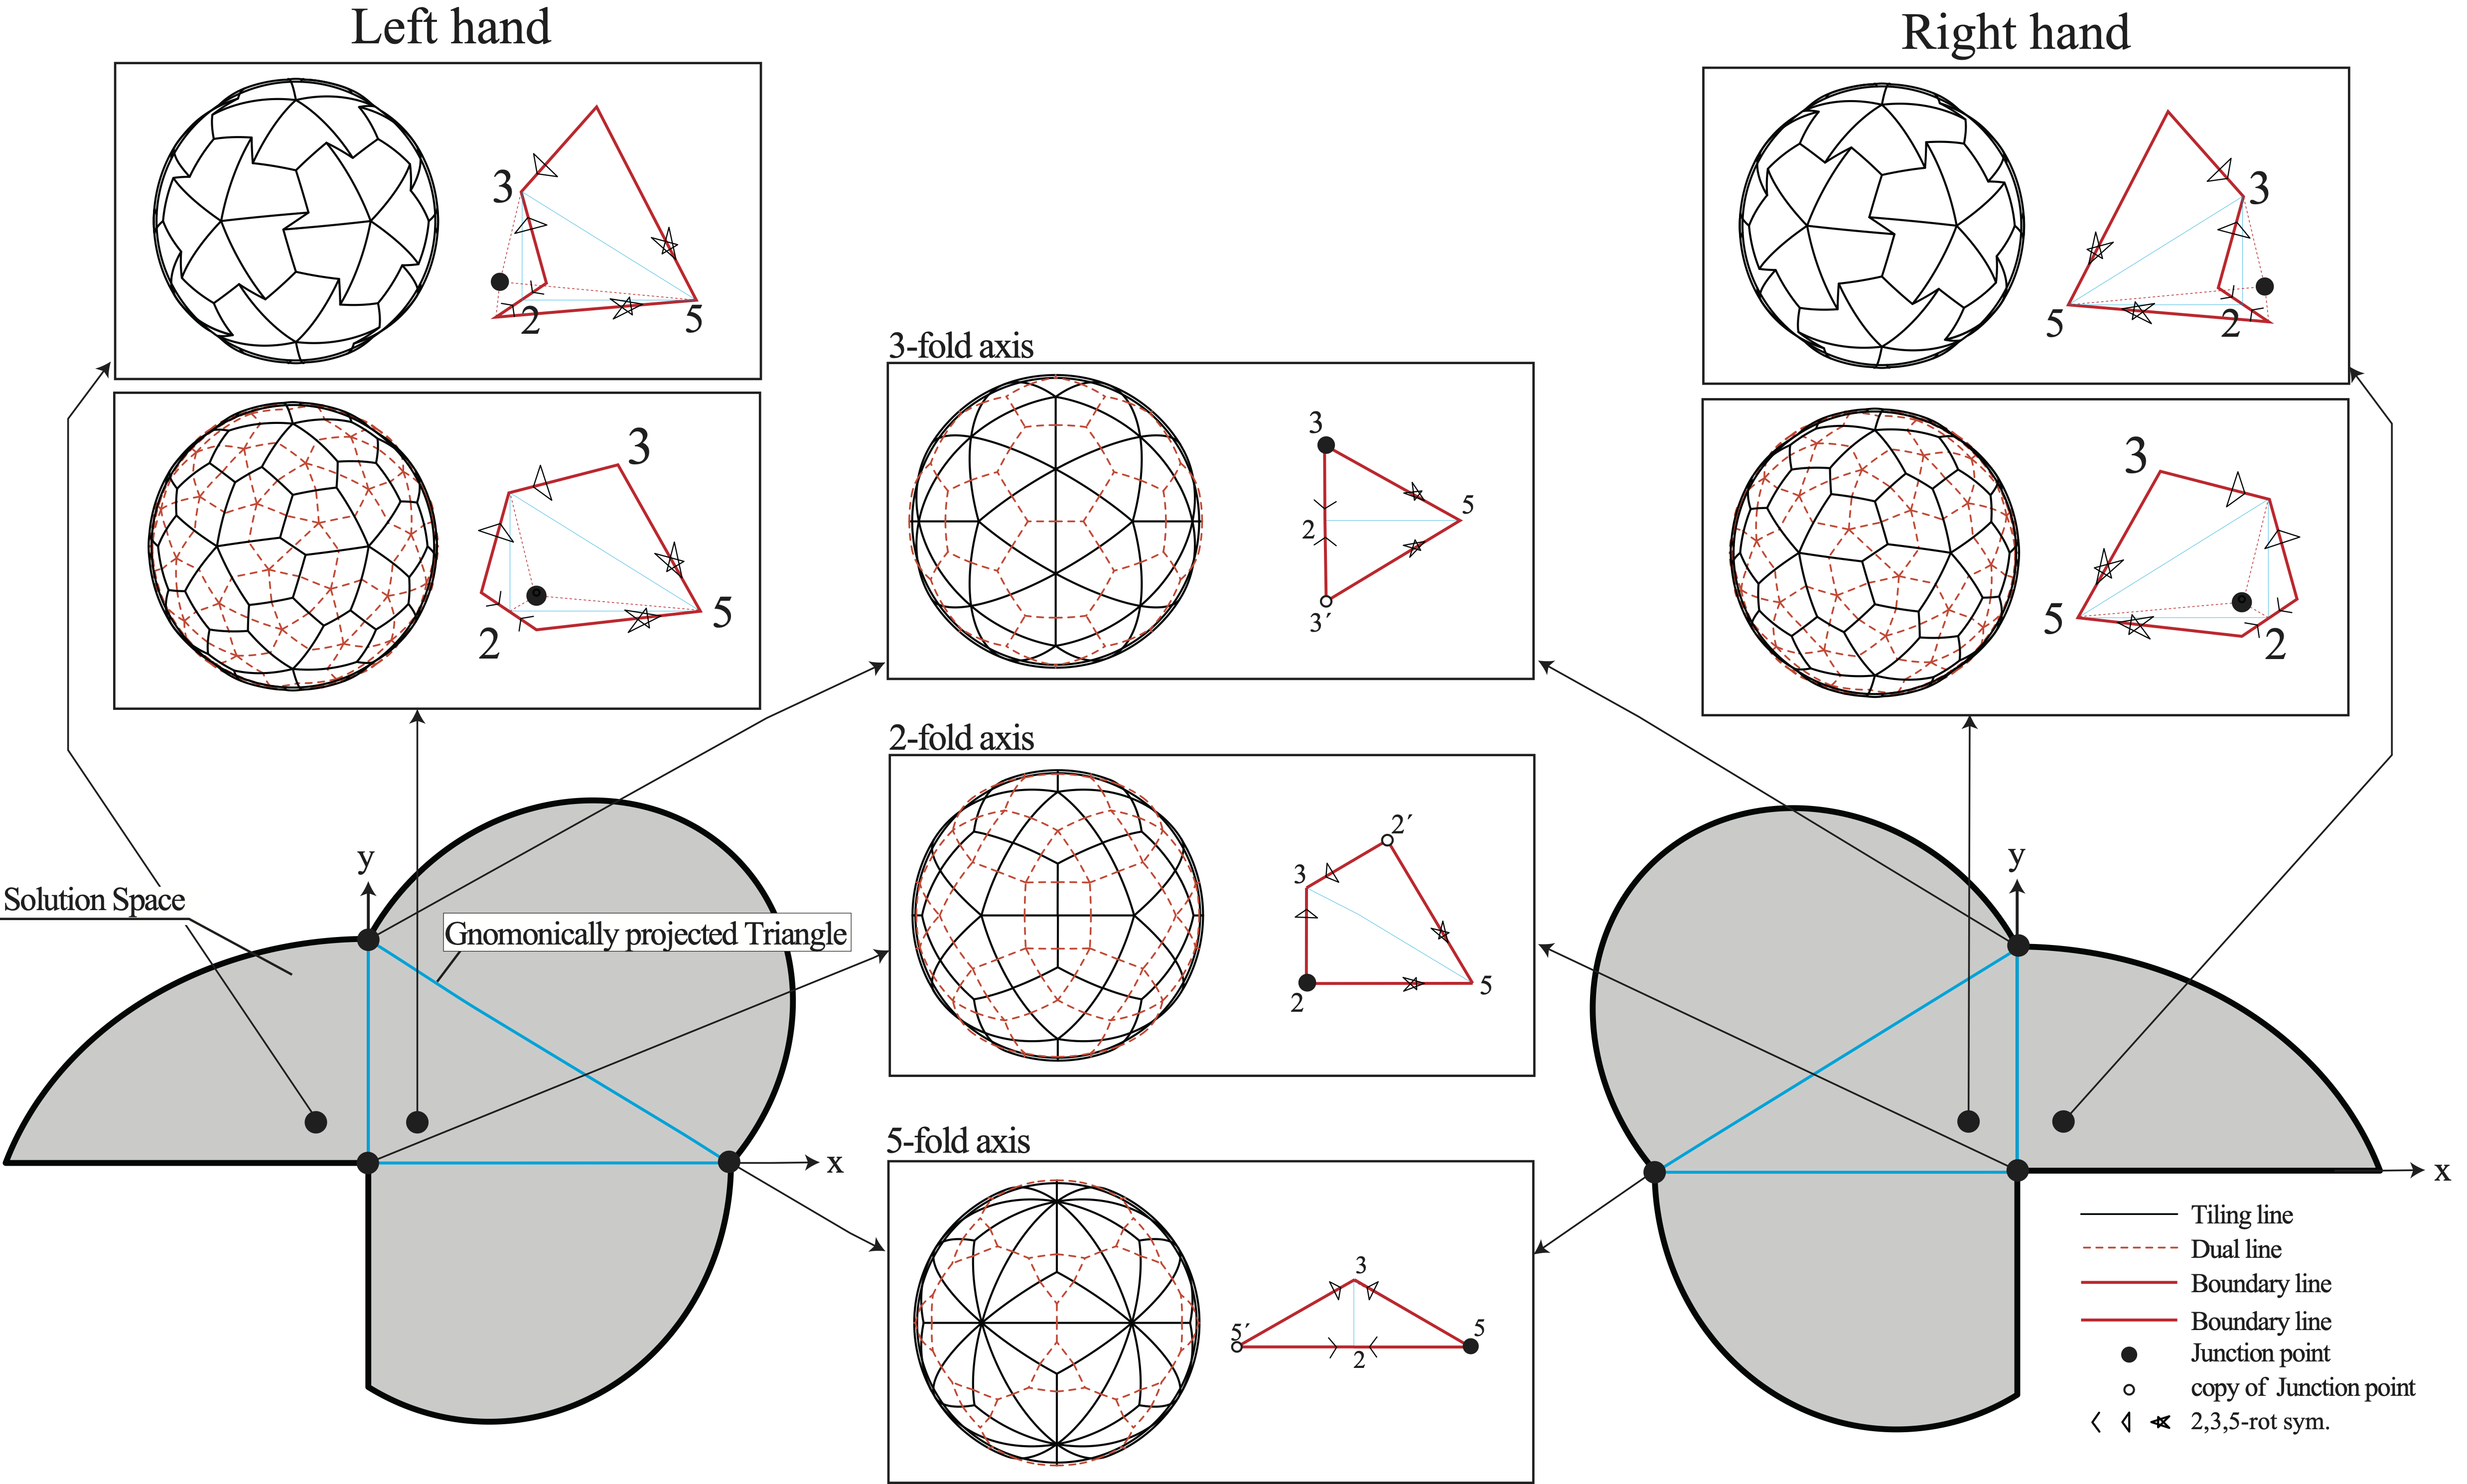 Left hand
Right hand
3
2
5
3
5
2
3
2
5
3
5
2
3-fold axis
3
2
5
3´
2-fold axis
2´
3
2
5
5-fold axis
3
5´
2
5
y
Solution Space
Gnomonically projected Triangle
x
y
x
Tiling line
Dual line
Boundary line
Boundary line
Junction point
copy of Junction point
2,3,5-rot sym.